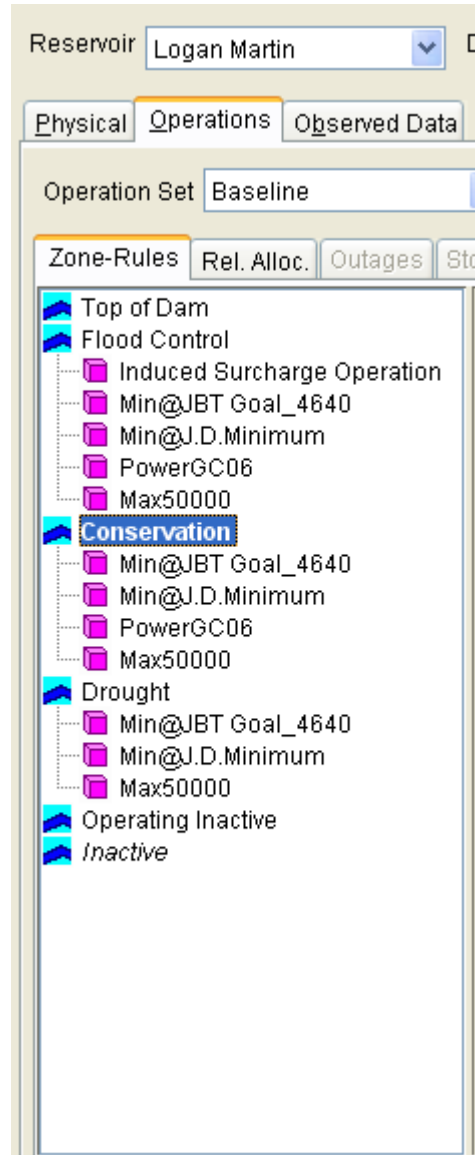 Reservoir Logan Martin
Physical Operations Observed Data
Operation Set Baseline
Zone-Rules Rel. Alloc. Outages
Top of Dam
Flood Control
Induced Surcharge Operation
Min@JBT Goal_4640
Min@J.D.Minimum
PowerGC06
Max50000
Conservation
Min@JBT Goal_4640
Min@J.D.Minimum
PowerGC06
Max50000
Drought
Min@JBT Goal_4640
Min@J.D.Minimum
Max50000
Operating Inactive
Inactive